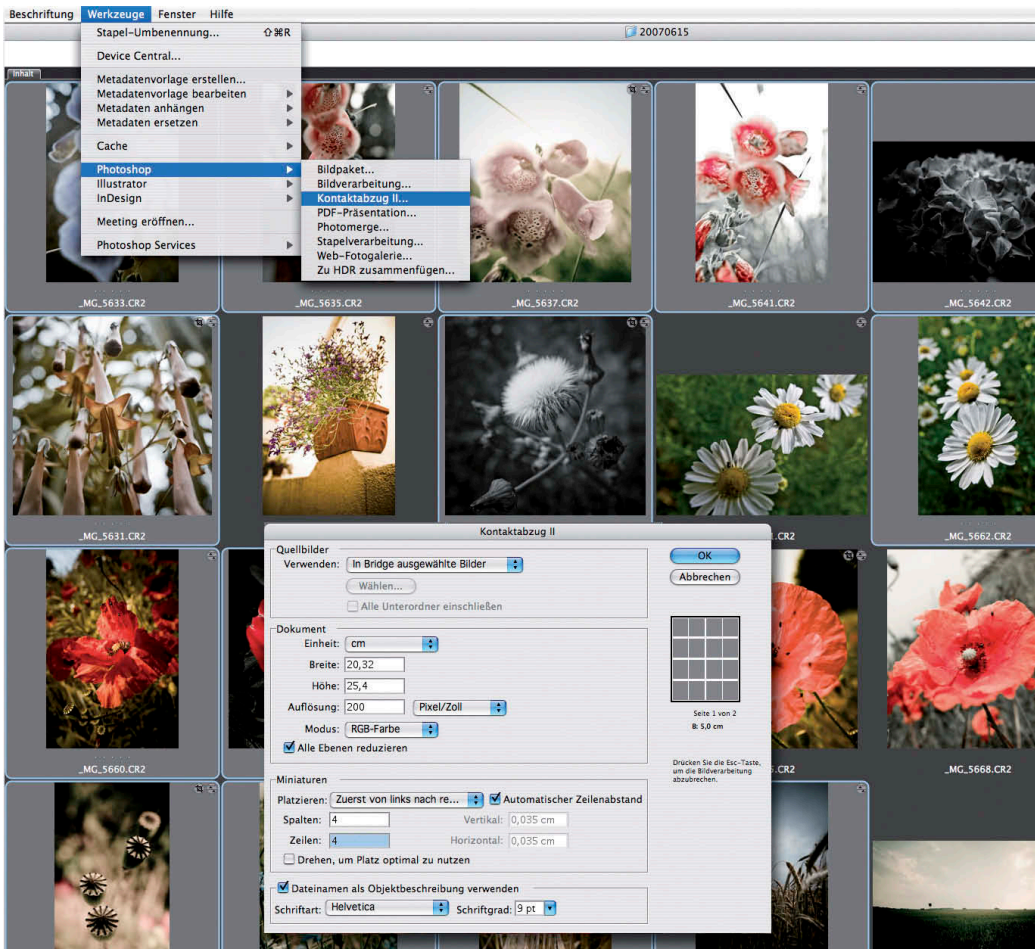 Beschriftung Werkzeuge Fenster Hilfe
20070615
Stapel-Umbenennung... ⇧⌘R
Device Central...
Metadatenvorlage erstellen...
Metadatenvorlage bearbeiten
Metadaten anhängen
Metadaten ersetzen
Cache
Photoshop
Illustrator
InDesign
Meeting eröffnen...
Photoshop Services
Bildpaket...
Bildverarbeitung...
Kontaktabzug II...
PDF-Präsentation...
Photomerge...
Stapelverarbeitung...
Web-Fotogalerie...
Zu HDR zusammenfügen...
Inhalt
_MG_5633.CR2 _MG_5635.CR2 _MG_5637.CR2 _MG_5641.CR2 _MG_5642.CR2
_MG_5631.CR2 1.CR2 _MG_5662.CR2
_MG_5660.CR2 .CR2 _MG_5668.CR2
Kontaktabzug II
Quellbilder
Verwenden: In Bridge ausgewählte Bilder
Wählen...
Alle Unterordner einschließen
Dokument
Einheit: cm
Breite: 20,32
Höhe: 25,4
Auflösung: 200 Pixel/Zoll
Modus: RGB-Farbe
Alle Ebenen reduzieren
Miniaturen
Platzieren: Zuerst von links nach re... Automatischer Zeilenabstand
Spalten: 4 Vertikal: 0,035 cm
Zeilen: 4 Horizontal: 0,035 cm
Drehen, um Platz optimal zu nutzen
Dateinamen als Objektbeschreibung verwenden
Schriftart: Helvetica Schriftgrad: 9 pt
OK
Abbrechen
Seite 1 von 2
B: 5,0 cm
Drücken Sie die Esc-Taste,
um die Bildverarbeitung
abzubrechen.